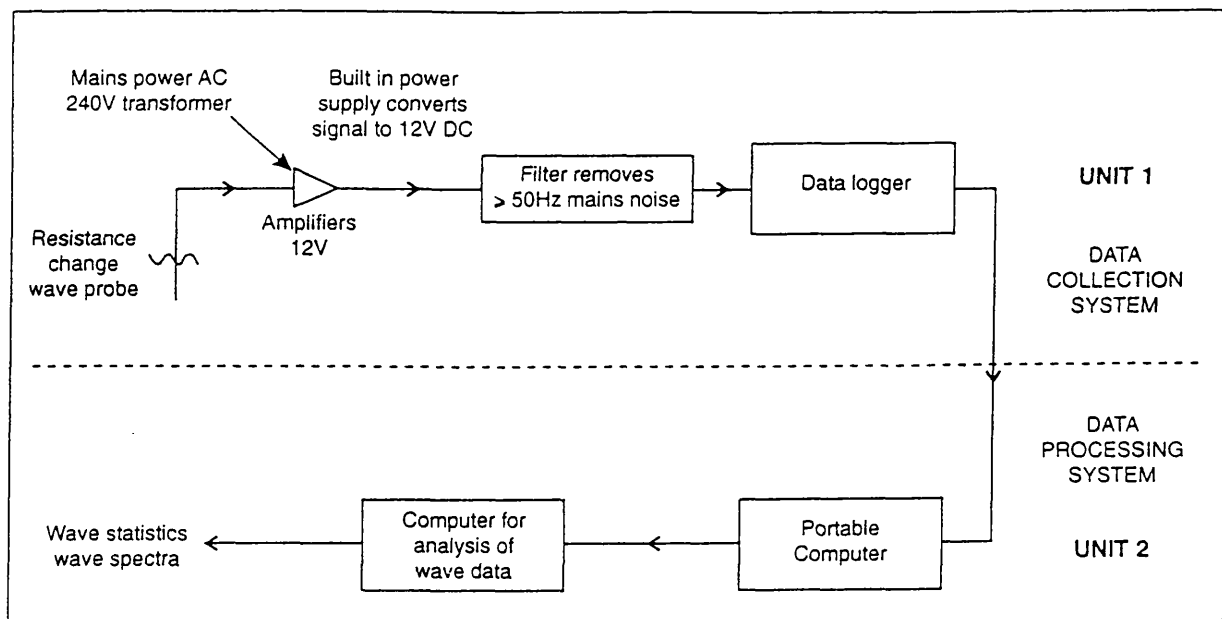 Mains power AC
240V transformer
Built in power
supply converts
signal to 12V DC
Filter removes
⩾ 50Hz mains noise
Data logger
UNIT 1
Amplifiers
12V
Resistance
change
wave probe
DATA
COLLECTION
SYSTEM
DATA
PROCESSING
SYSTEM
Wave statistics
wave spectra
Computer for
analysis of
wave data
Portable
Computer
UNIT 2